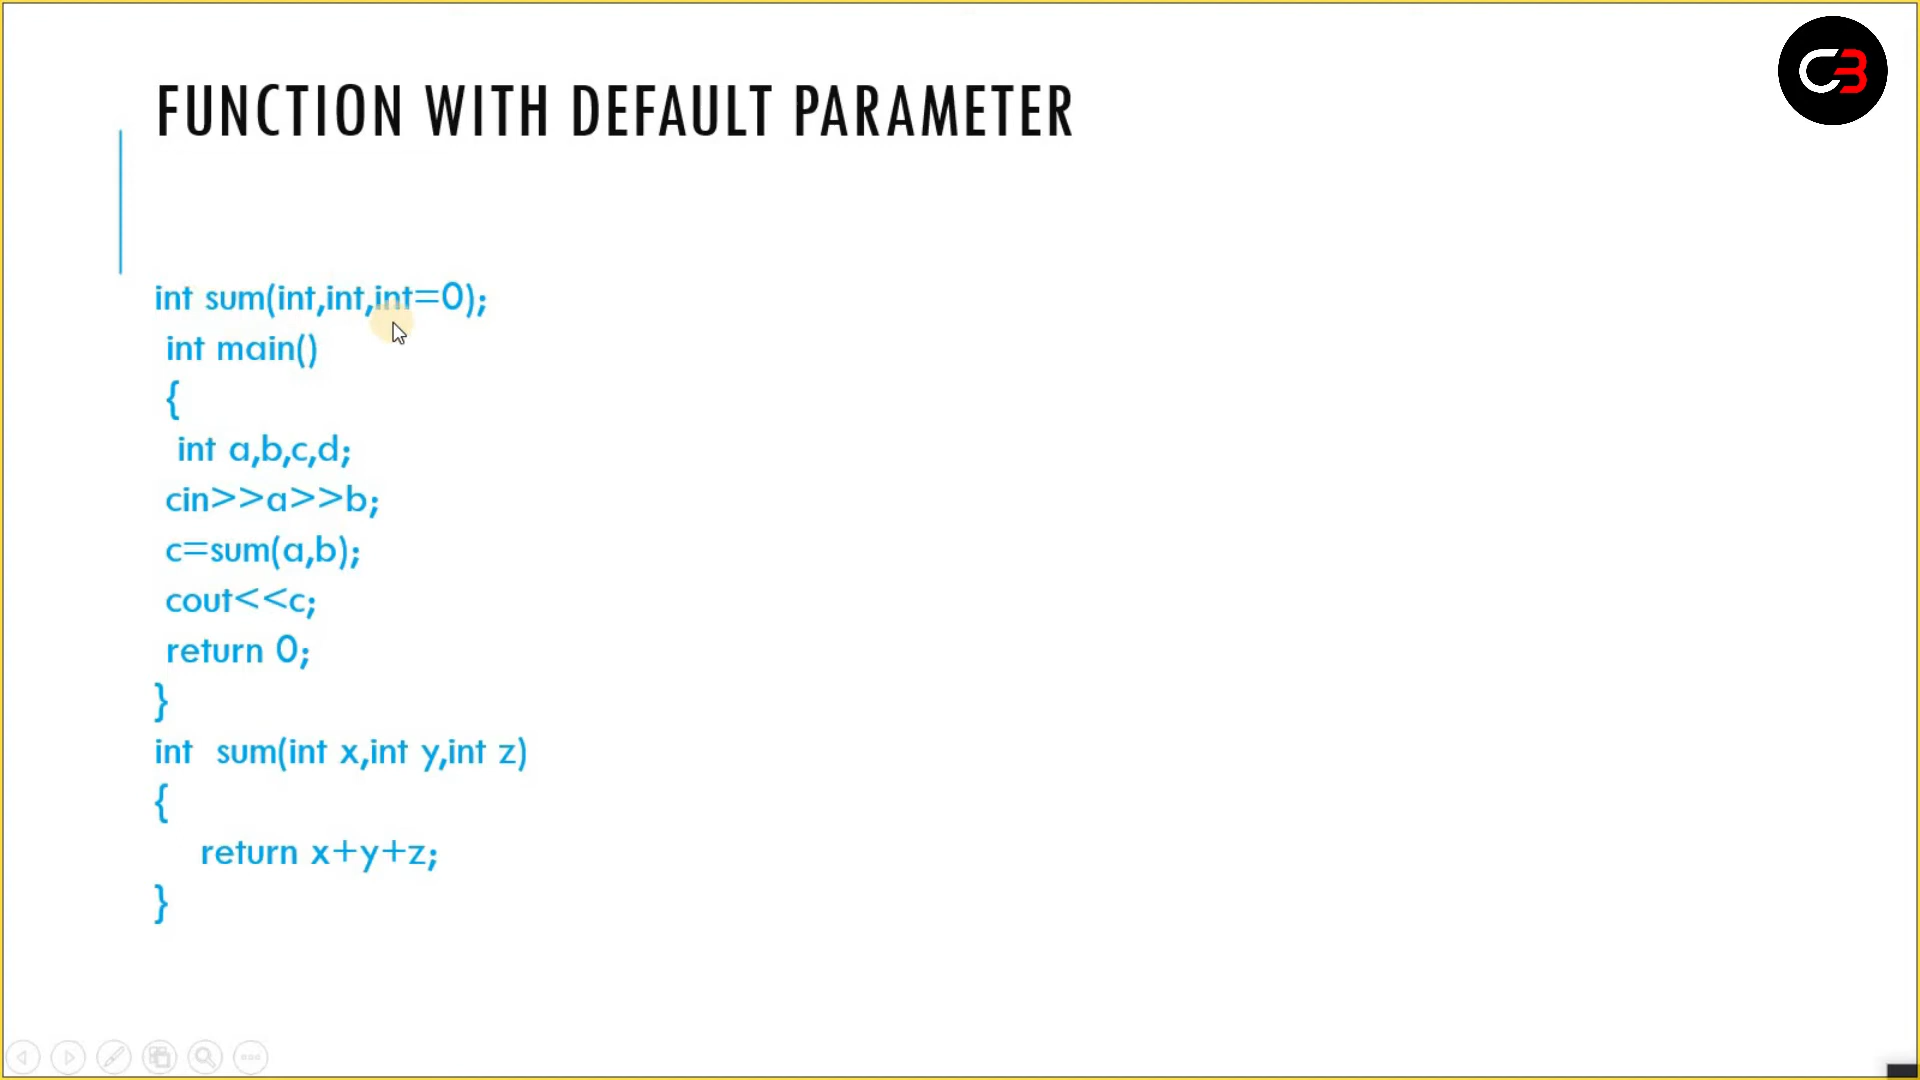 FUNCTION WITH DEFAULT PARAMETER
CB
int sum(int,int,int=0);
int main()
{
int a,b,c,d;
cin>>a>>b;
c=sum(a,b);
cout<<c;
return 0;
}
int  sum(int x,int y,int z)
{
return x+y+z;
}